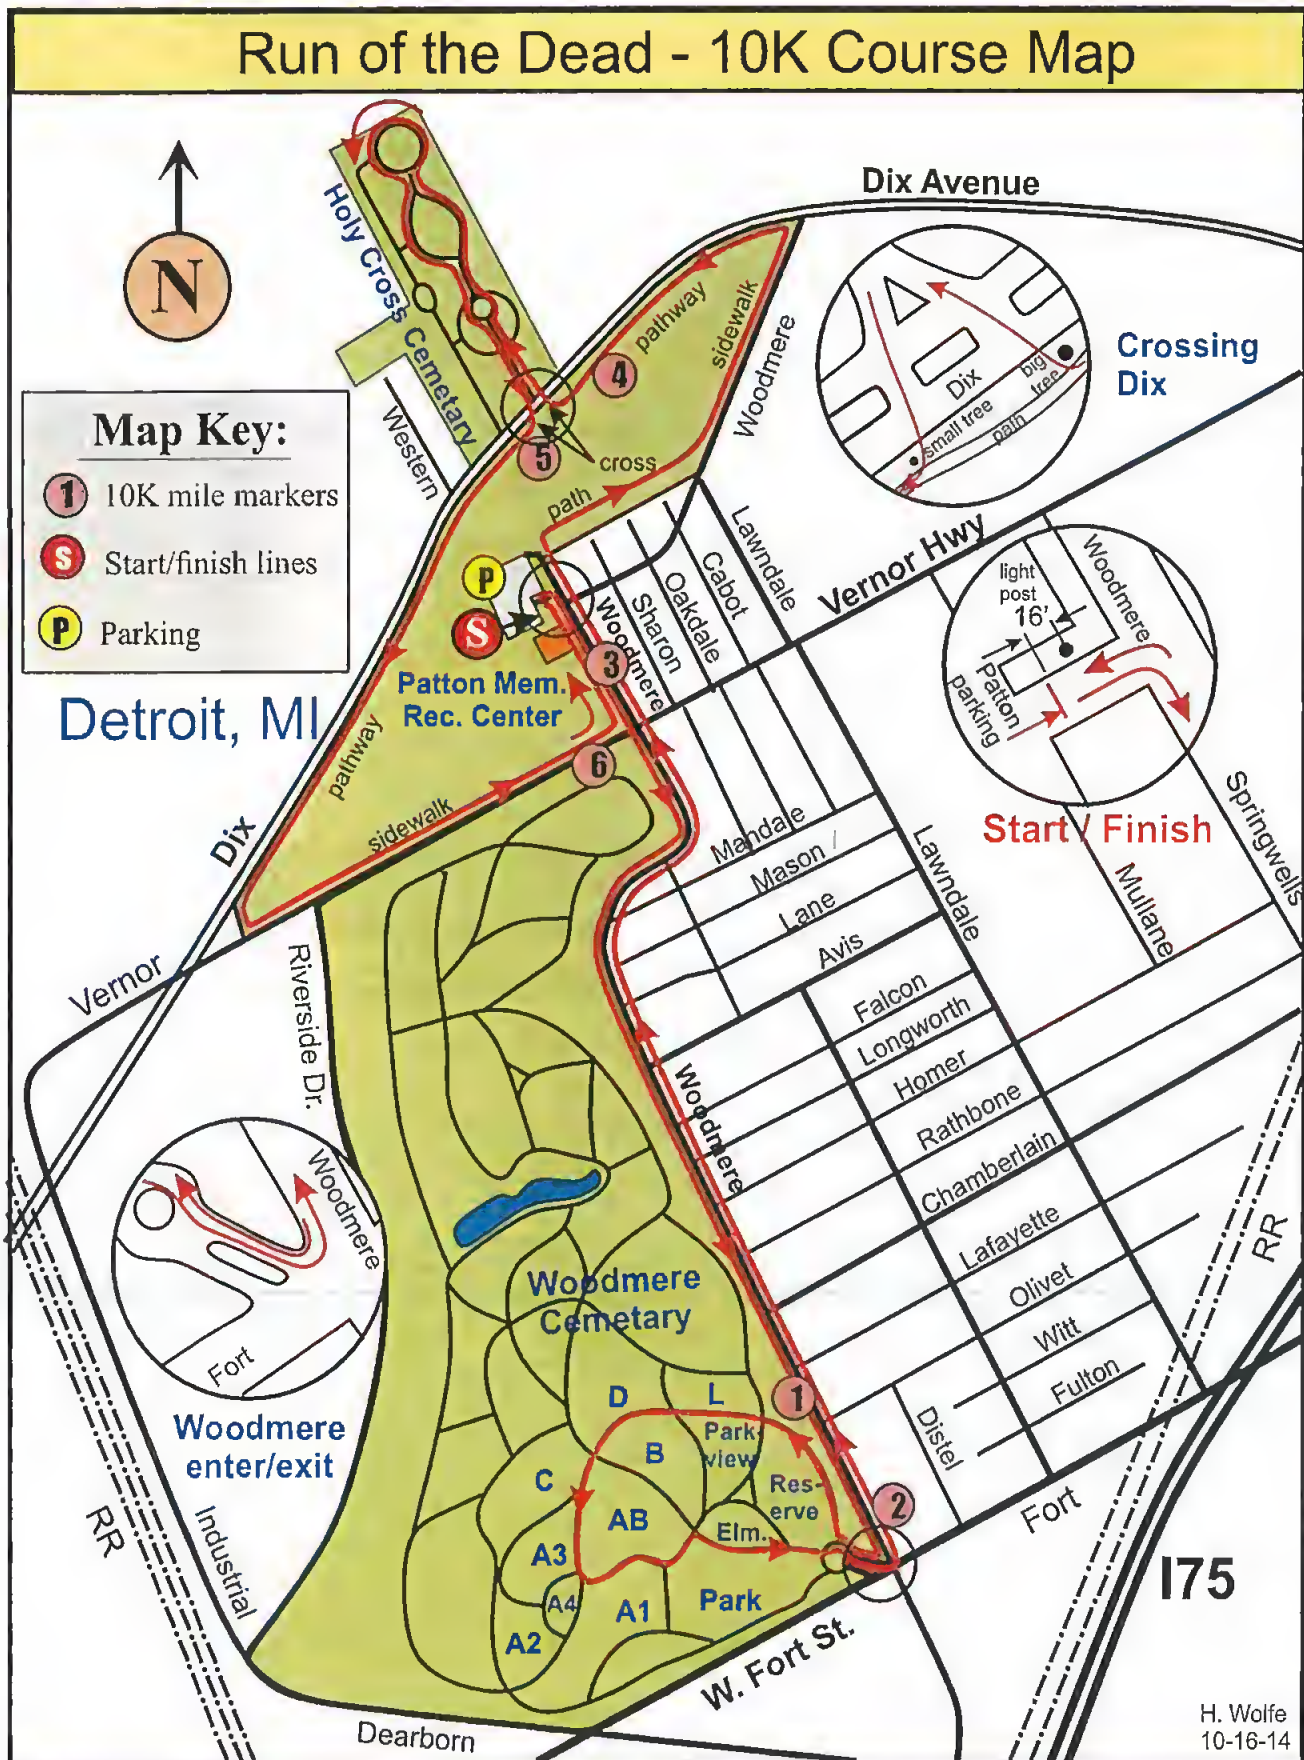 Run of the Dead - 10K Course Map
N
Map Key:
1 10K mile markers
S Start/finish lines
P Parking
Detroit, MI
Holy Cross Cemetary
Western
Dix Avenue
pathway
sidewalk
Woodmere
4
5
cross
path
Crossing
Dix
Dix
big
tree
small tree
path
Lawndale
Vernor Hwy
Cabot
Oakdale
Sharon
Woodmere
P
S
3
Patton Mem.
Rec. Center
6
pathway
sidewalk
Dix
Vernor
Riverside Dr.
light
post
16'
Woodmere
Patton
parking
Start / Finish
Springwells
Mullane
Mandale
Mason
Lane
Avis
Lawndale
Falcon
Longworth
Homer
Rathbone
Chamberlain
Lafayette
Olivet
Witt
Fulton
Distel
Woodmere
Woodmere
Fort
Woodmere
enter/exit
Woodmere
Cemetary
D
L
1
B
Park
view
C
Res-
erve
2
AB
Elm.
A3
A4
A1
Park
A2
Fort
W. Fort St.
I75
RR
RR
Industrial
Dearborn
H. Wolfe
10-16-14